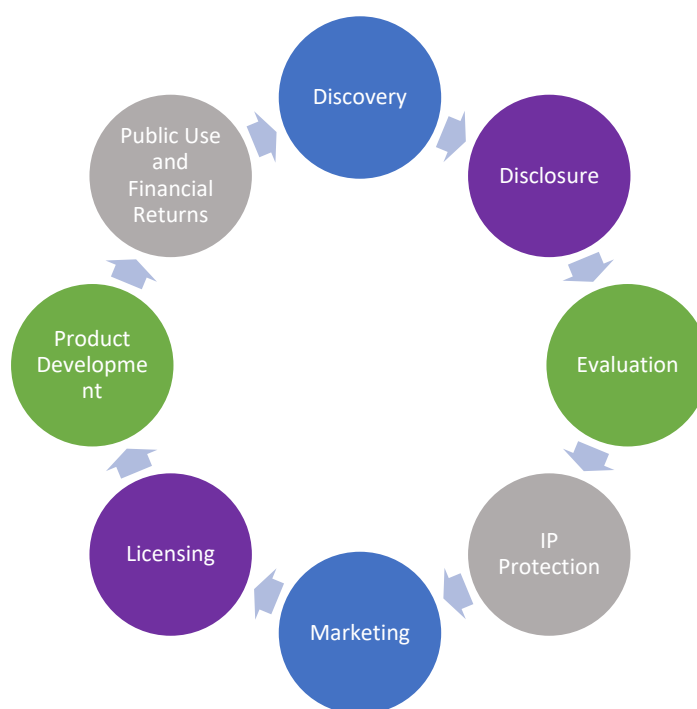 Discovery
Disclosure
Evaluation
IP
Protection
Marketing
Licensing
Product
Developme
nt
Public Use
and
Financial
Returns